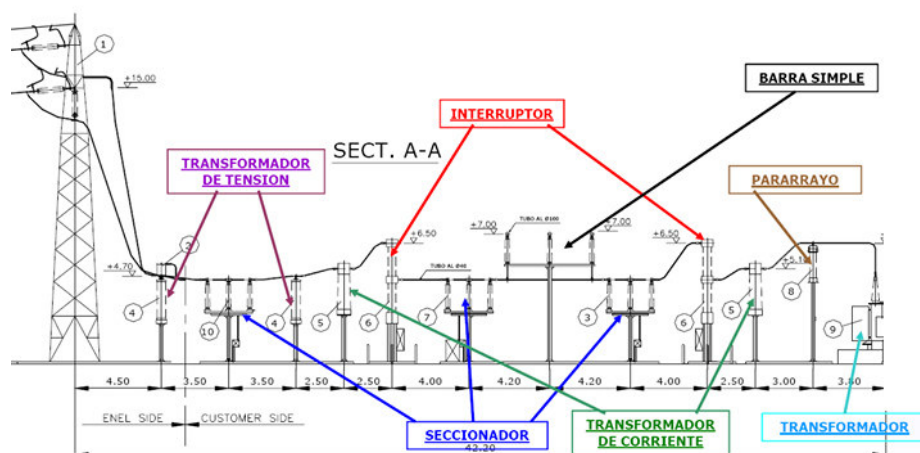 1
+15.00
BARRA SIMPLE
INTERRUPTOR
SECT. A-A
TRANSFORMADOR
DE TENSION
PARARRAYO
TUBO AL Ø100
+7.00
+7.00
+6.50
+6.50
+4.70
TUBO AL Ø40
4
10
4
5
6
7
3
6
5
8
9
4.50
3.50
3.50
2.50
2.50
4.00
4.20
4.20
4.00
2.50
3.00
ENEL SIDE
CUSTOMER SIDE
SECCIONADOR
TRANSFORMADOR
DE CORRIENTE
TRANSFORMADOR
42.20